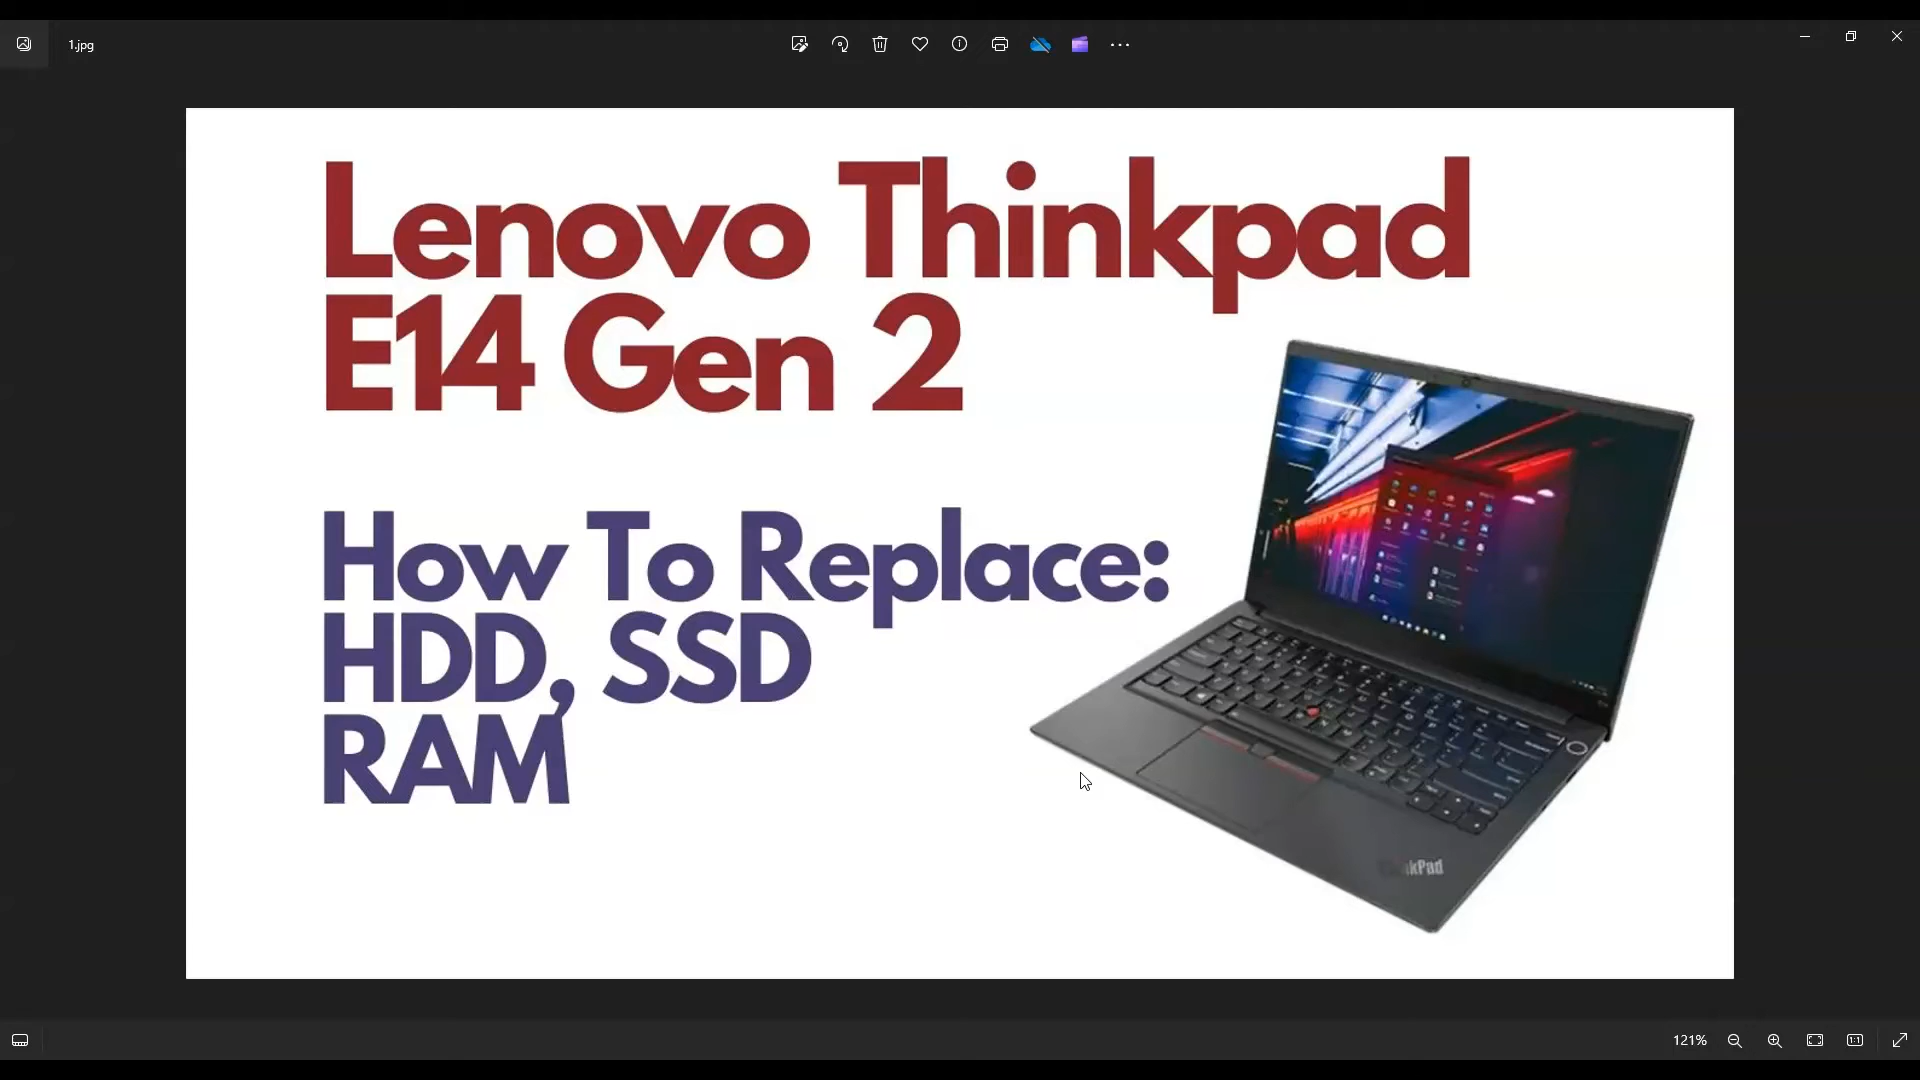 1.jpg
Lenovo Thinkpad
E14 Gen 2
How To Replace:
HDD, SSD
RAM
121%